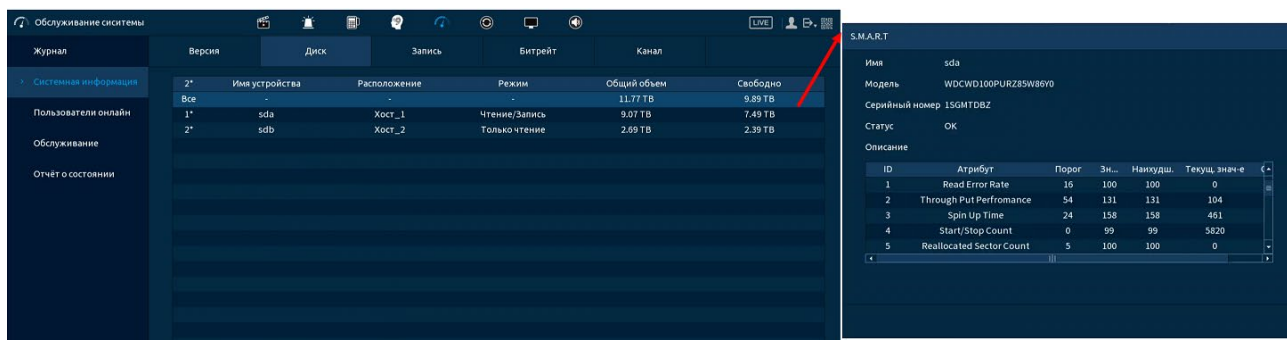 Обслуживание сиситемы
LIVE
Журнал
Системная информация
Пользователи онлайн
Обслуживание
Отчёт о состоянии
Версия Диск Запись Битрейт Канал
2* Имя устройства Расположение Режим Общий объем Свободно
Все - - - 11.77 TB 9.89 TB
1* sda Хост_1 Чтение/Запись 9.07 TB 7.49 TB
2* sdb Хост_2 Только чтение 2.69 TB 2.39 TB
S.M.A.R.T
Имя sda
Модель WDCWD100PURZ85W86Y0
Серийный номер 1SGMTDBZ
Статус OK
Описание
ID Атрибут Порог Зн... Наихудш. Текущ. знач-е
1 Read Error Rate 16 100 100 0
2 Through Put Perfromance 54 131 131 104
3 Spin Up Time 24 158 158 461
4 Start/Stop Count 0 99 99 5820
5 Reallocated Sector Count 5 100 100 0